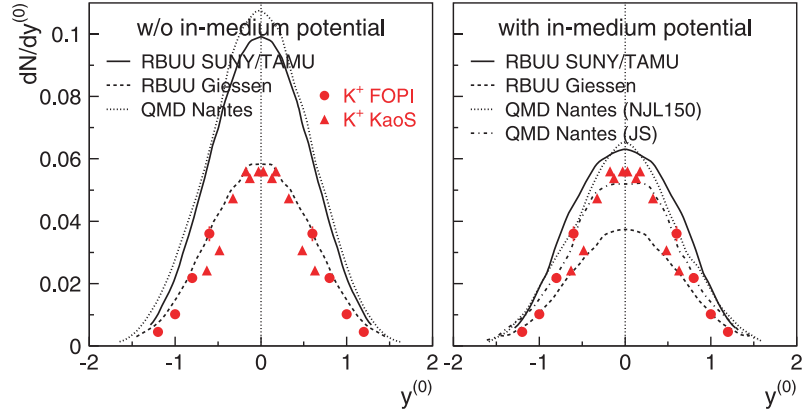 w/o in-medium potential
RBUU SUNY/TAMU
RBUU Giessen
QMD Nantes
K+ FOPI
K+ KaoS
dN/dy(0)
0.1
0.08
0.06
0.04
0.02
0
-2 -1 0 1 2
y(0)
with in-medium potential
RBUU SUNY/TAMU
RBUU Giessen
QMD Nantes (NJL150)
QMD Nantes (JS)
-2 -1 0 1 2
y(0)